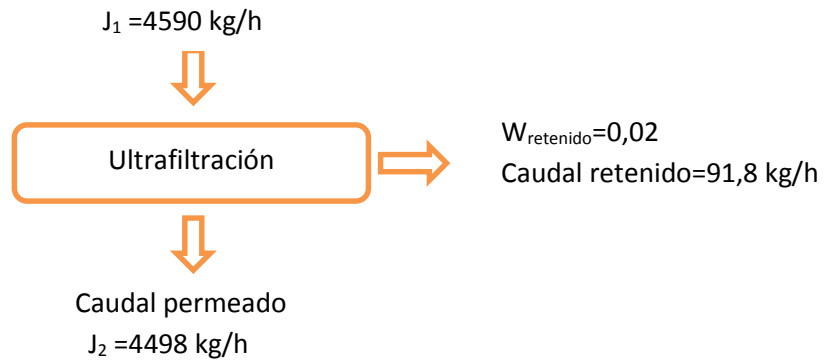 J₁ =4590 kg/h
Ultrafiltración
W_retenido=0,02
Caudal retenido=91,8 kg/h
Caudal permeado
J₂ =4498 kg/h